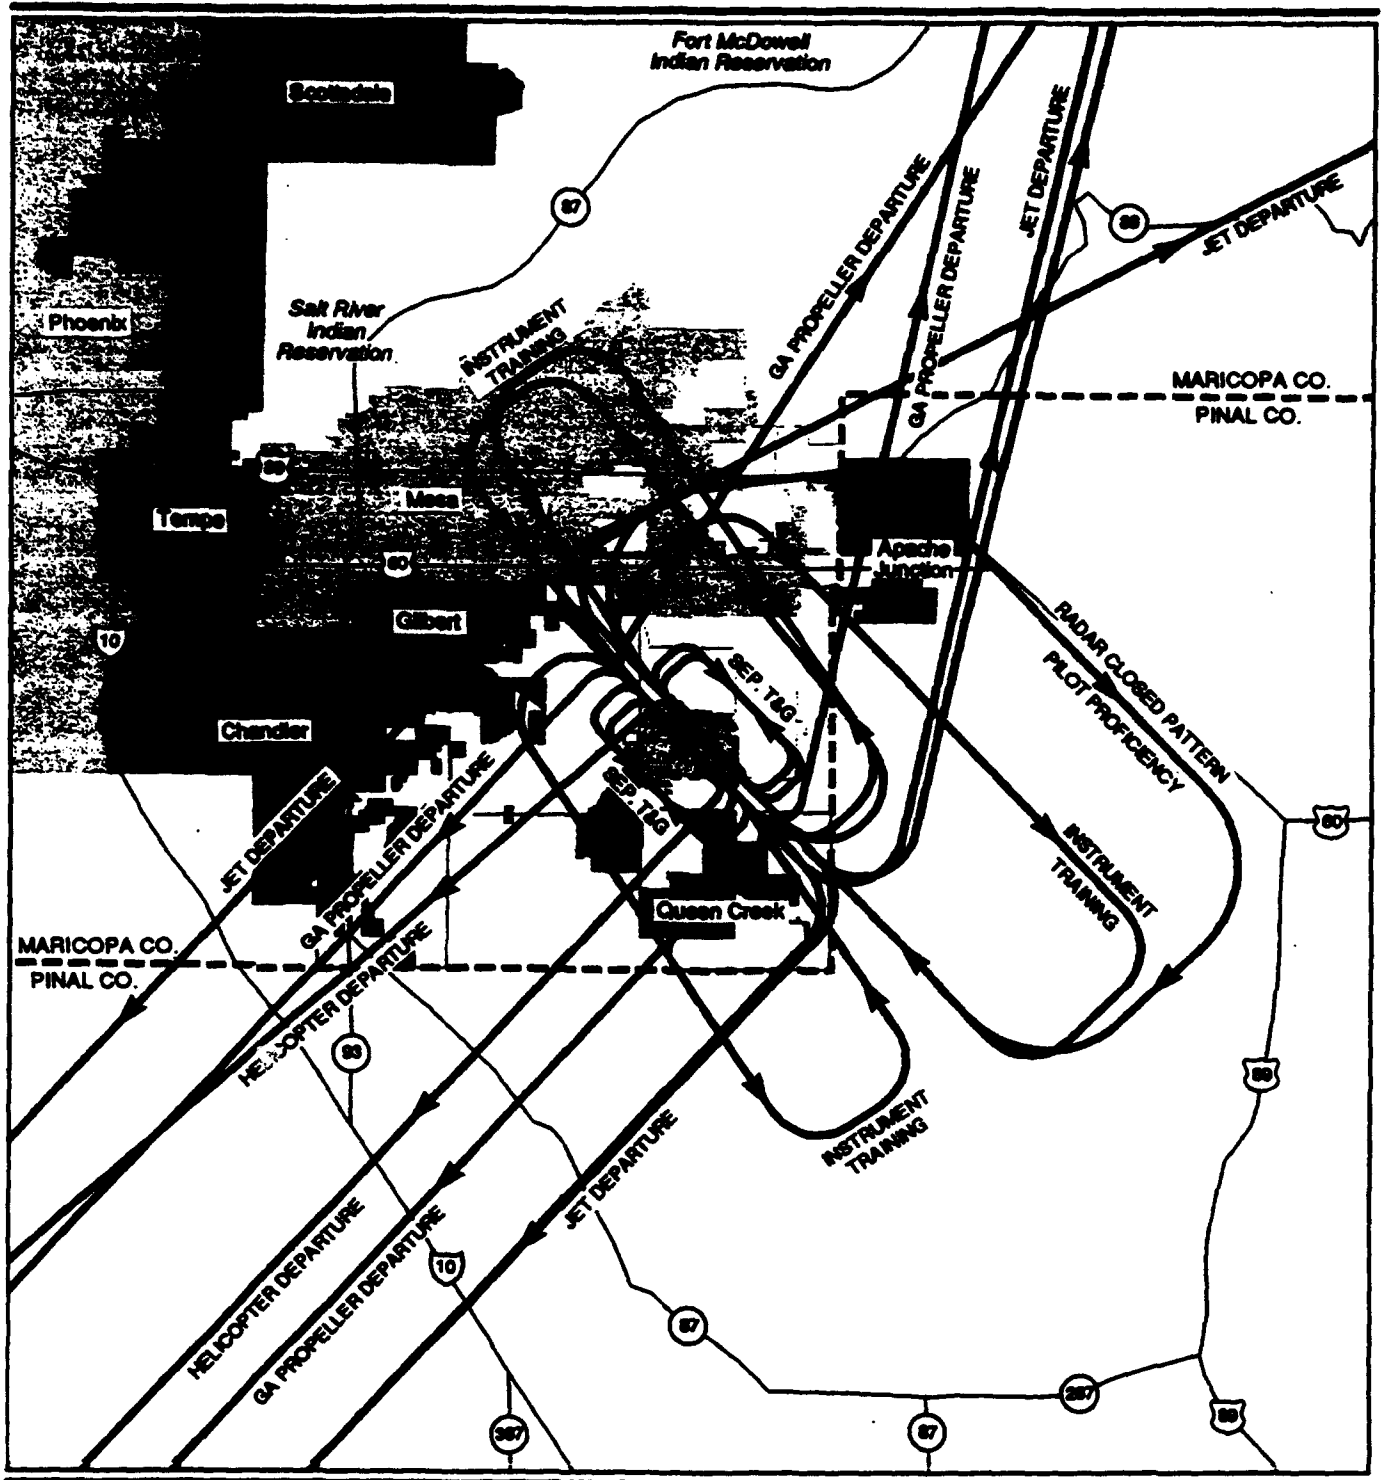 Fort McDowell
Indian Reservation
Scottsdale
87
JET DEPARTURE
GA PROPELLER DEPARTURE
GA PROPELLER DEPARTURE
88
JET DEPARTURE
Phoenix
Salt River
Indian
Reservation
INSTRUMENT
TRAINING
MARICOPA CO.
PINAL CO.
Mesa
Tempe
60
Apache
Junction
Gilbert
10
RADAR CLOSED PATTERN
PILOT PROFICIENCY
SEP. T&G
Chandler
SEP. T&G
JET DEPARTURE
GA PROPELLER DEPARTURE
60
INSTRUMENT
TRAINING
Queen Creek
MARICOPA CO.
PINAL CO.
HELICOPTER DEPARTURE
93
89
INSTRUMENT
TRAINING
JET DEPARTURE
HELICOPTER DEPARTURE
GA PROPELLER DEPARTURE
10
87
287
387
87
89